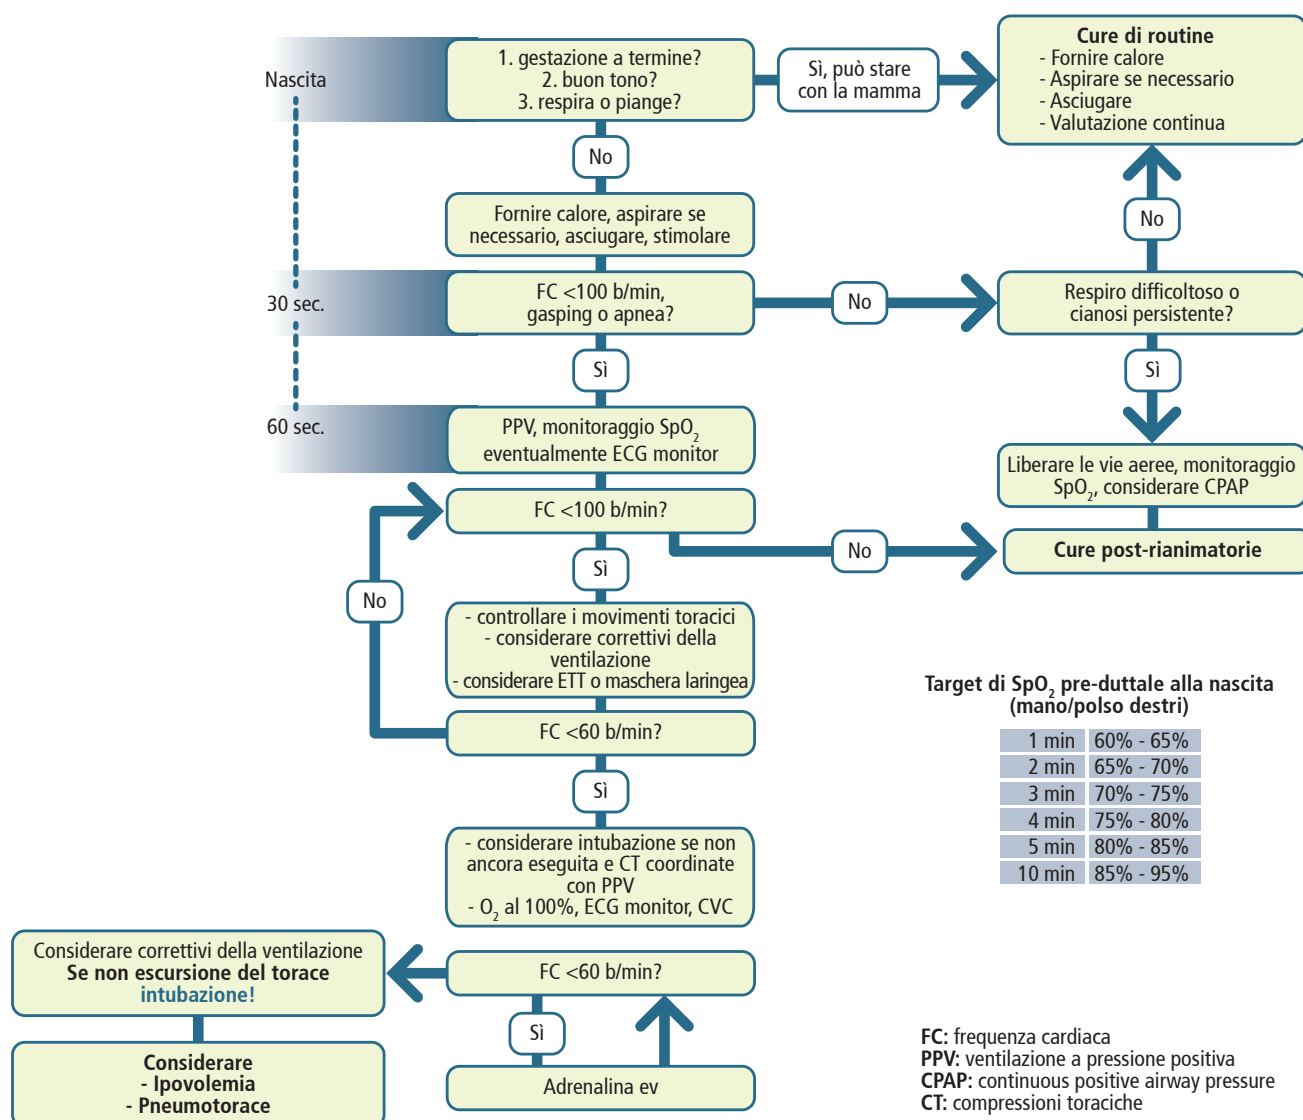 Nascita
1. gestazione a termine?
2. buon tono?
3. respira o piange?
Sì, può stare
con la mamma
Cure di routine
- Fornire calore
- Aspirare se necessario
- Asciugare
- Valutazione continua
No
Fornire calore, aspirare se
necessario, asciugare, stimolare
No
30 sec.
FC <100 b/min,
gasping o apnea?
No
Respiro difficoltoso o
cianosi persistente?
Sì
Sì
60 sec.
PPV, monitoraggio SpO2
eventualmente ECG monitor
Liberare le vie aeree, monitoraggio
SpO2, considerare CPAP
FC <100 b/min?
No
Cure post-rianimatorie
Sì
No
- controllare i movimenti toracici
- considerare correttivi della
ventilazione
- considerare ETT o maschera laringea
FC <60 b/min?
Sì
- considerare intubazione se non
ancora eseguita e CT coordinate
con PPV
- O2 al 100%, ECG monitor, CVC
Target di SpO2 pre-duttale alla nascita
(mano/polso destri)
1 min 60% - 65%
2 min 65% - 70%
3 min 70% - 75%
4 min 75% - 80%
5 min 80% - 85%
10 min 85% - 95%
Considerare correttivi della ventilazione
Se non escursione del torace
intubazione!
FC <60 b/min?
Sì
Considerare
- Ipovolemia
- Pneumotorace
Adrenalina ev
FC: frequenza cardiaca
PPV: ventilazione a pressione positiva
CPAP: continuous positive airway pressure
CT: compressioni toraciche